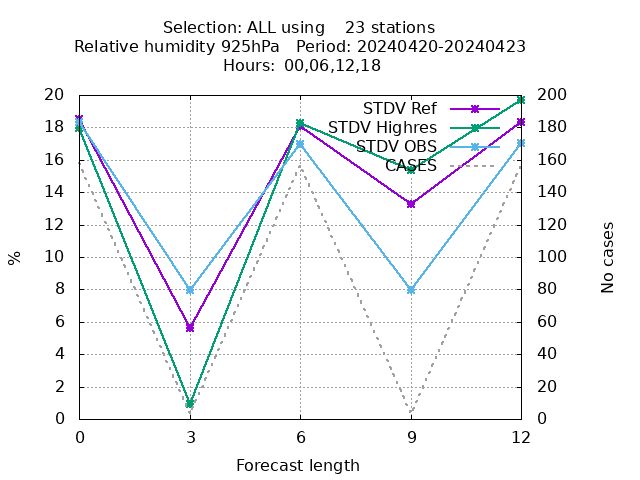 Selection: ALL using    23 stations
Relative humidity 925hPa   Period: 20240420-20240423
Hours: 00,06,12,18
STDV Ref
STDV Highres
STDV OBS
CASES
20
18
16
14
12
10
8
6
4
2
0
%
200
180
160
140
120
100
80
60
40
20
0
No cases
0 3 6 9 12
Forecast length